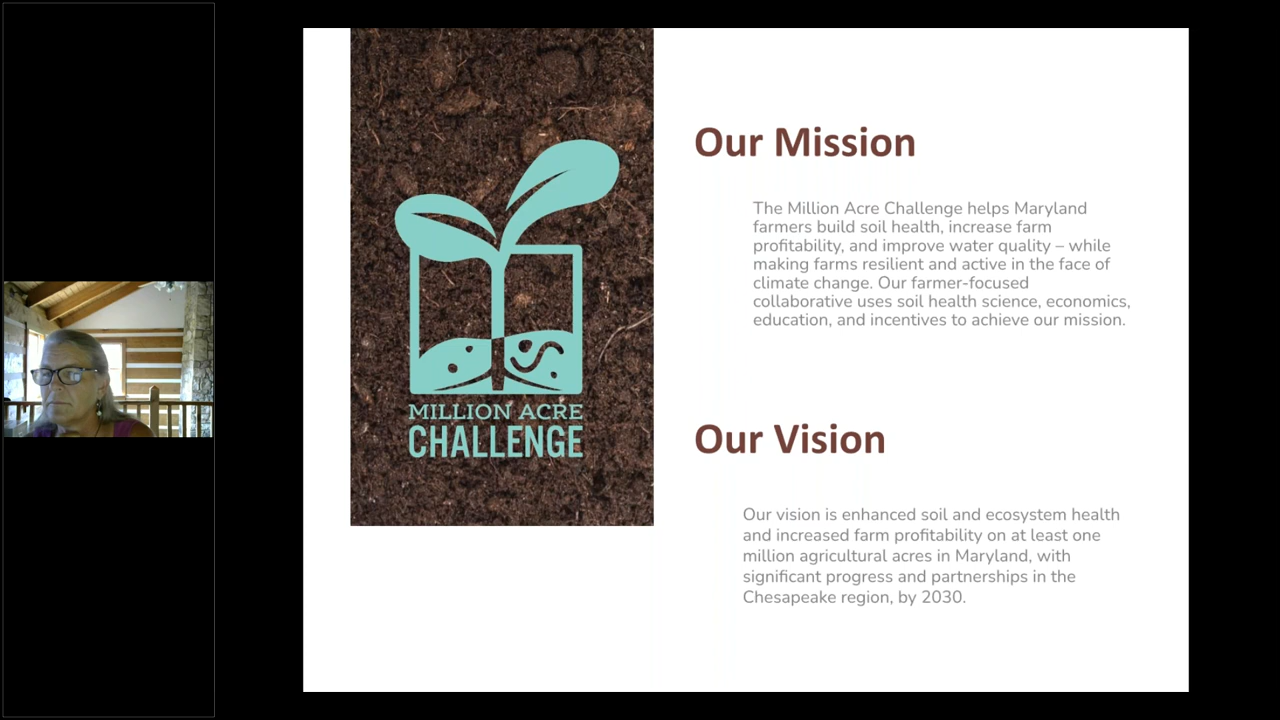 MILLION ACRE
CHALLENGE
Our Mission
The Million Acre Challenge helps Maryland
farmers build soil health, increase farm
profitability, and improve water quality – while
making farms resilient and active in the face of
climate change. Our farmer-focused
collaborative uses soil health science, economics,
education, and incentives to achieve our mission.
Our Vision
Our vision is enhanced soil and ecosystem health
and increased farm profitability on at least one
million agricultural acres in Maryland, with
significant progress and partnerships in the
Chesapeake region, by 2030.